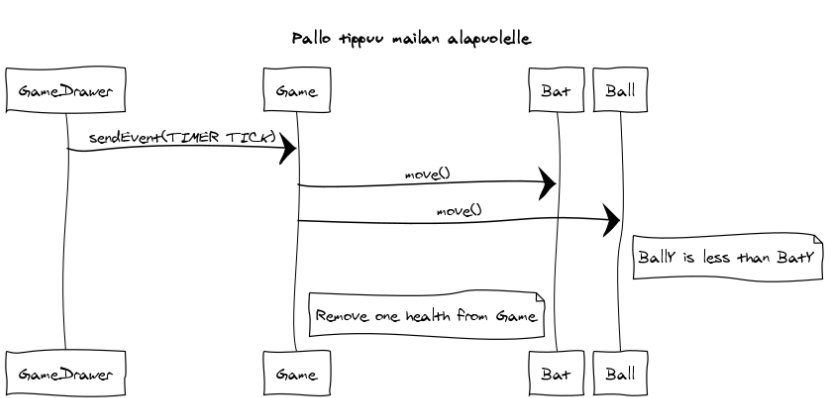 Pallo tippuu mailan alapuolelle
GameDrawer
Game
Bat
Ball
sendEvent(TIMER TICK)
move()
move()
BallY is less than BatY
Remove one health from Game
GameDrawer
Game
Bat
Ball